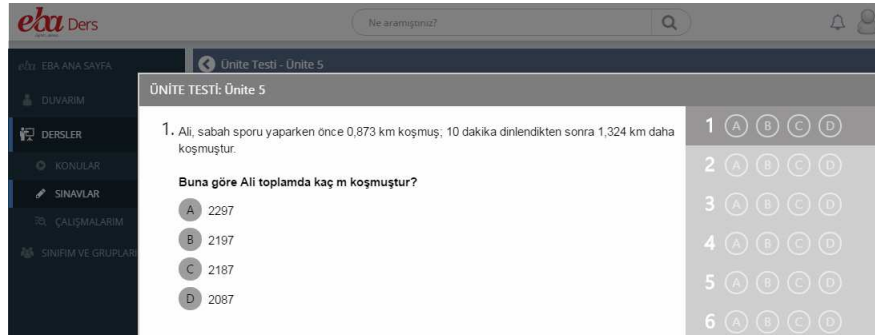 eba Ders
Ne aramıştınız?
eba EBA ANA SAYFA
Ünite Testi - Ünite 5
DUVARIM
ÜNİTE TESTİ: Ünite 5
DERSLER
1. Ali, sabah sporu yaparken önce 0,873 km koşmuş; 10 dakika dinlendikten sonra 1,324 km daha
koşmuştur.
1 A B C D
KONULAR
2 A B C D
Buna göre Ali toplamda kaç m koşmuştur?
SINAVLAR
A 2297
3 A B C D
ÇALIŞMALARIM
B 2197
4 A B C D
SINIFIM VE GRUPLARI
C 2187
5 A B C D
D 2087
6 A B C D